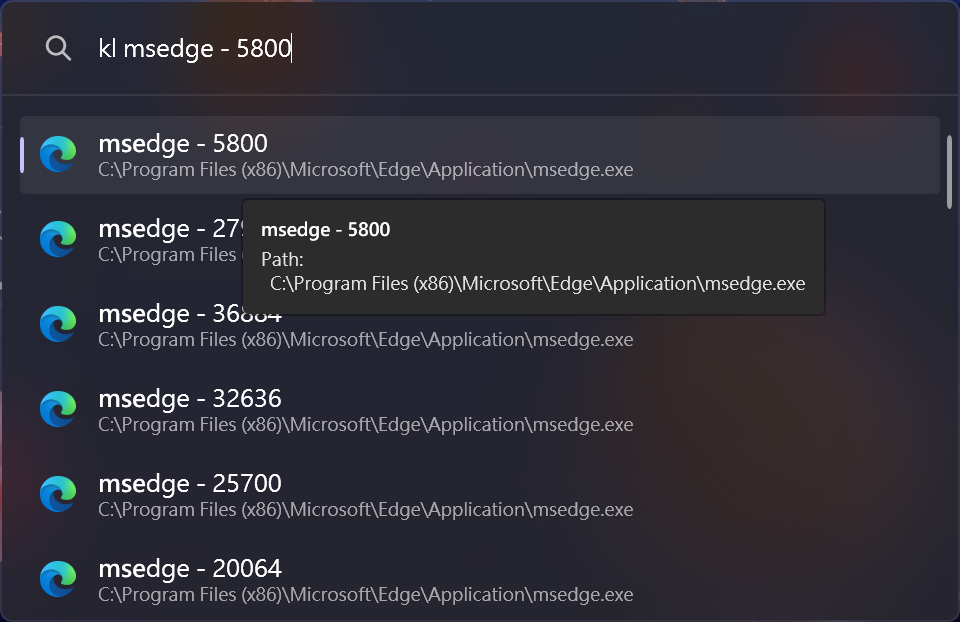 kl msedge - 5800
msedge - 5800
C:\Program Files (x86)\Microsoft\Edge\Application\msedge.exe
msedge -
C:\Program Files
msedge - 5800
Path:
C:\Program Files (x86)\Microsoft\Edge\Application\msedge.exe
msedge - 36884
C:\Program Files (x86)\Microsoft\Edge\Application\msedge.exe
msedge - 32636
C:\Program Files (x86)\Microsoft\Edge\Application\msedge.exe
msedge - 25700
C:\Program Files (x86)\Microsoft\Edge\Application\msedge.exe
msedge - 20064
C:\Program Files (x86)\Microsoft\Edge\Application\msedge.exe